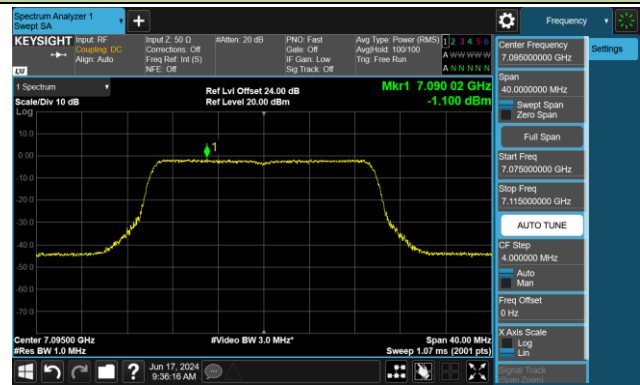 Spectrum Analyzer 1
Swept SA
Frequency
KEYSIGHT
Input: RF
Coupling: DC
Align: Auto
Input Z: 50 Ω
Corrections: Off
Freq Ref: Int (S)
NFE: Off
#Atten: 20 dB
PNO: Fast
Gate: Off
IF Gain: Low
Sig Track: Off
Avg Type: Power (RMS)
Avg|Hold: 100/100
Trig: Free Run
1 2 3 4 5 6
A W W W W W
A N N N N N
LXI
1 Spectrum
Scale/Div 10 dB
Log
Ref Lvl Offset 24.00 dB
Ref Level 20.00 dBm
Mkr1 7.090 02 GHz
-1.100 dBm
1
10.0
0.00
-10.0
-20.0
-30.0
-40.0
-50.0
-60.0
-70.0
Center 7.09500 GHz
#Res BW 1.0 MHz
#Video BW 3.0 MHz*
Span 40.00 MHz
Sweep 1.07 ms (2001 pts)
Jun 17, 2024
9:36:16 AM
Center Frequency
7.095000000 GHz
Settings
Span
40.0000000 MHz
Swept Span
Zero Span
Full Span
Start Freq
7.075000000 GHz
Stop Freq
7.115000000 GHz
AUTO TUNE
CF Step
4.000000 MHz
Auto
Man
Freq Offset
0 Hz
X Axis Scale
Log
Lin
Signal Track
(Span Zoom)